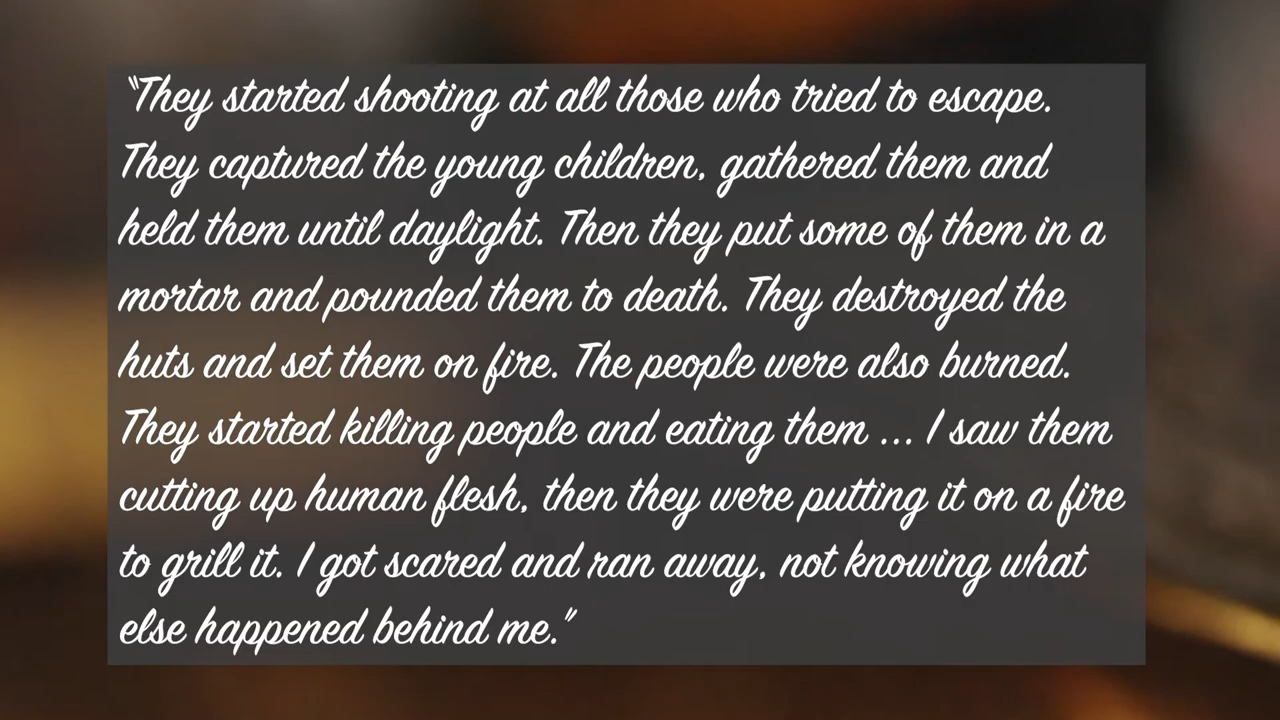 "They started shooting at all those who tried to escape.
They captured the young children, gathered them and
held them until daylight. Then they put some of them in a
mortar and pounded them to death. They destroyed the
huts and set them on fire. The people were also burned.
They started killing people and eating them ... I saw them
cutting up human flesh, then they were putting it on a fire
to grill it. I got scared and ran away, not knowing what
else happened behind me."